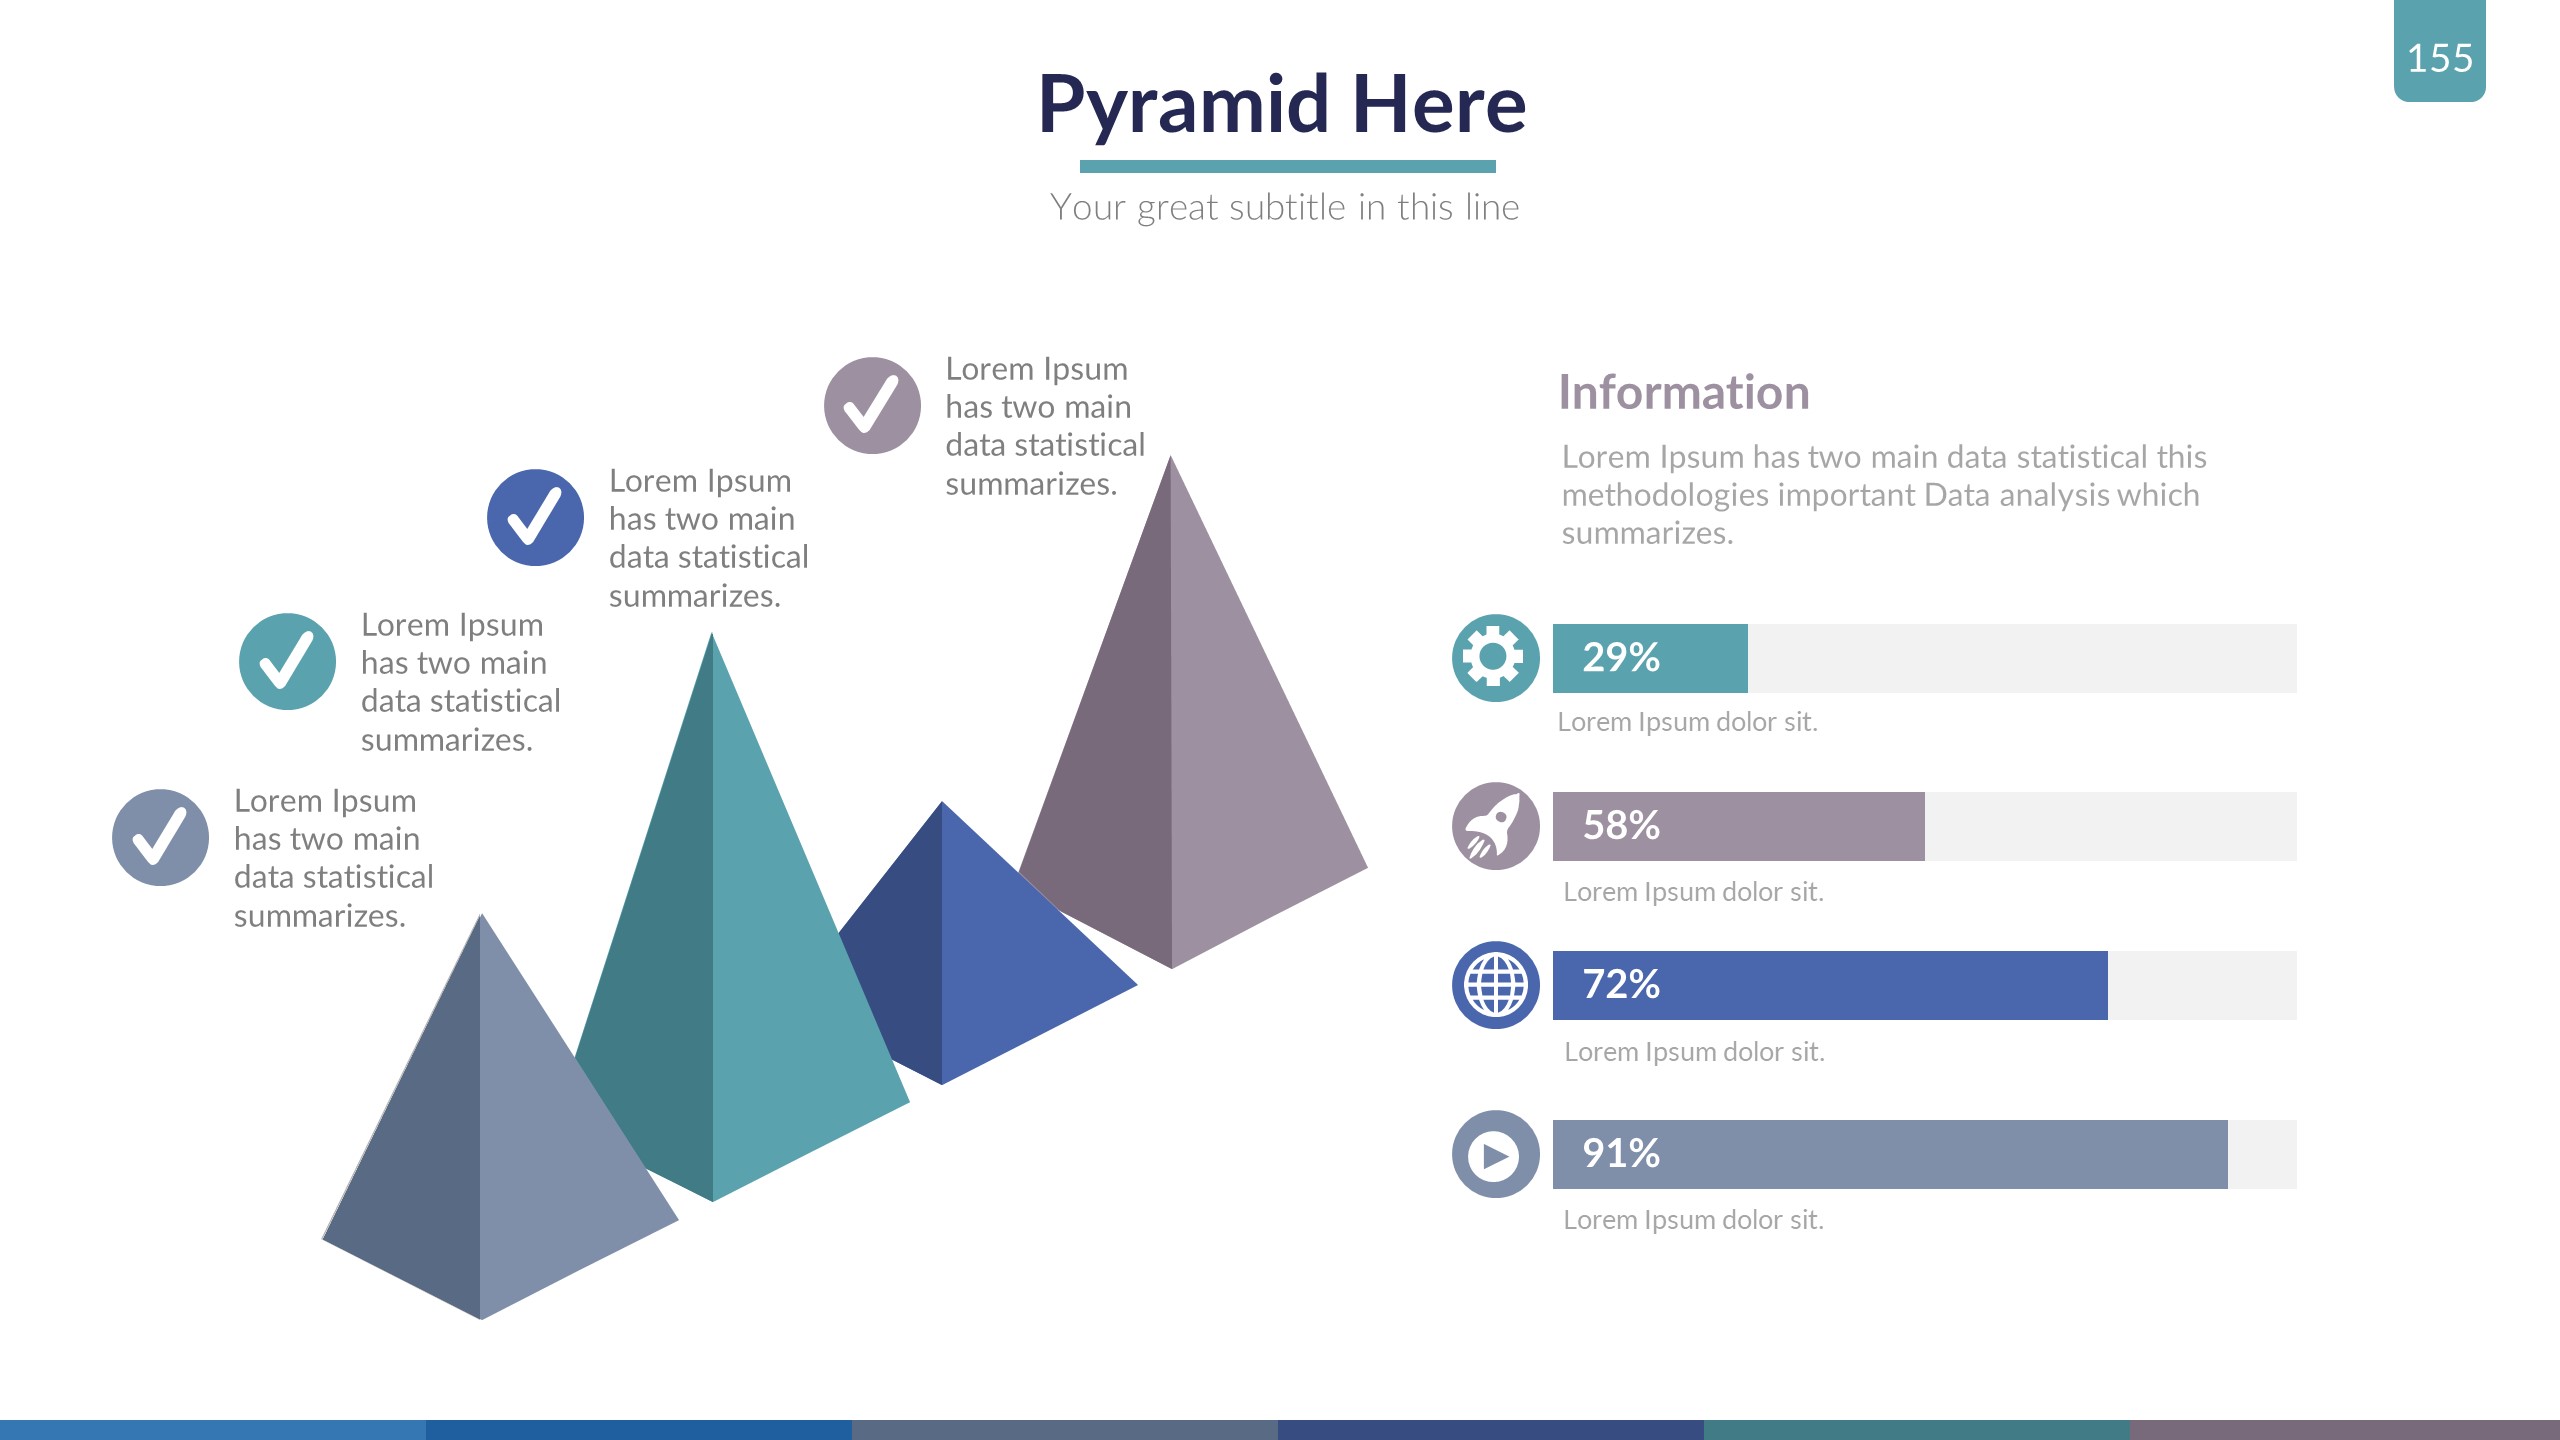 155
Pyramid Here
Your great subtitle in this line
Lorem Ipsum
has two main
data statistical
summarizes.
Lorem Ipsum
has two main
data statistical
summarizes.
Lorem Ipsum
has two main
data statistical
summarizes.
Lorem Ipsum
has two main
data statistical
summarizes.
Information
Lorem Ipsum has two main data statistical this
methodologies important Data analysis which
summarizes.
29%
Lorem Ipsum dolor sit.
58%
Lorem Ipsum dolor sit.
72%
Lorem Ipsum dolor sit.
91%
Lorem Ipsum dolor sit.